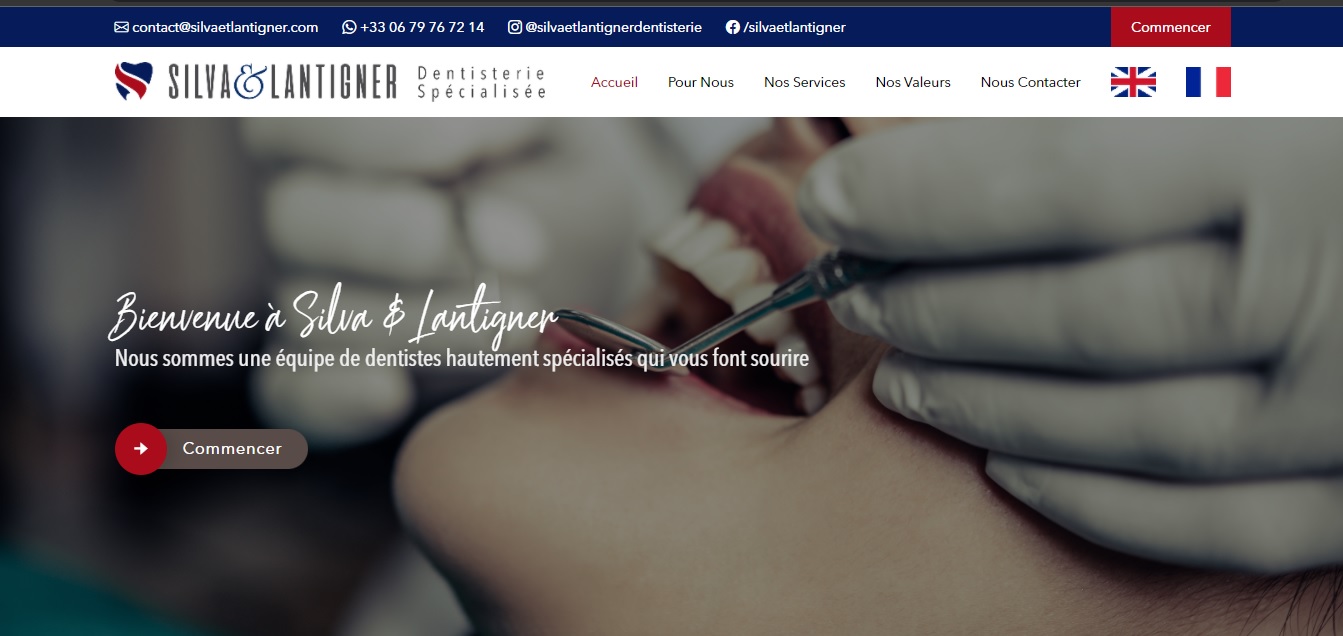 contact@silvaetlantigner.com +33 06 79 76 72 14 @silvaetlantignerdentisterie /silvaetlantigner Commencer
SILVA&LANTIGNER Dentisterie Spécialisée
Accueil Pour Nous Nos Services Nos Valeurs Nous Contacter
Bienvenue à Silva & Lantigner
Nous sommes une équipe de dentistes hautement spécialisés qui vous font sourire
Commencer